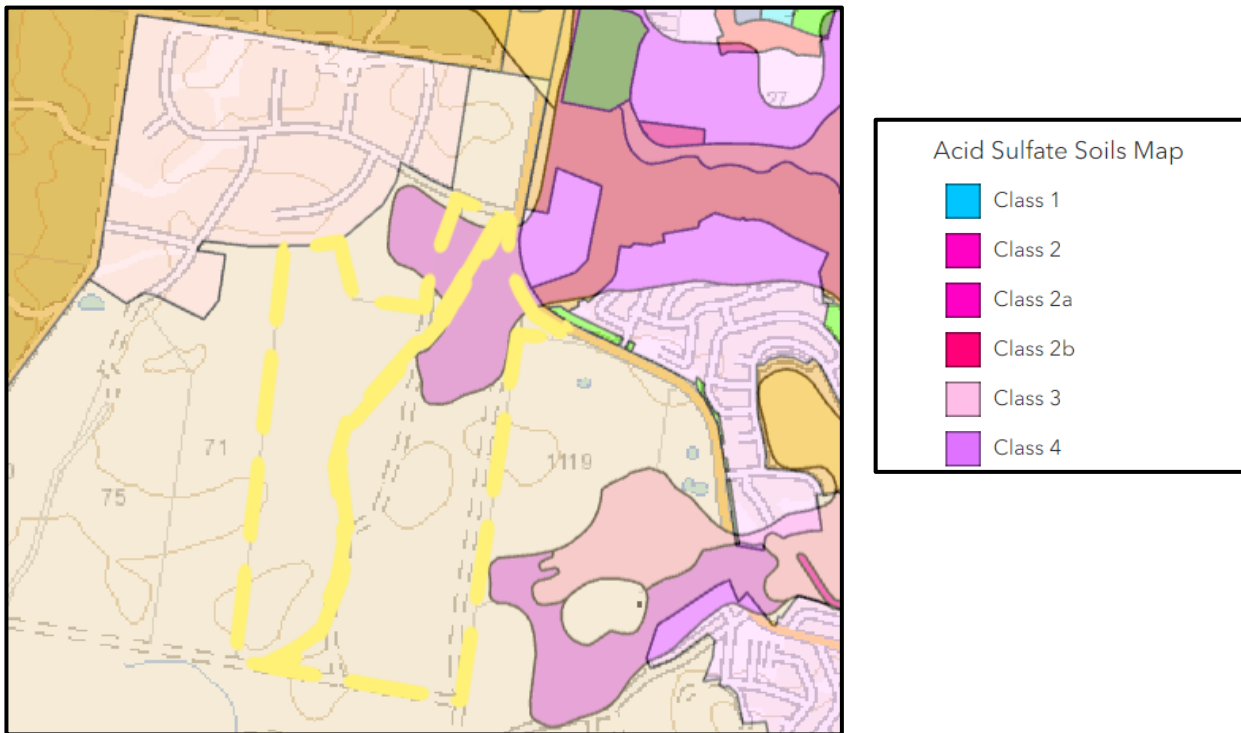 27
71
1119
75
Acid Sulfate Soils Map
Class 1
Class 2
Class 2a
Class 2b
Class 3
Class 4